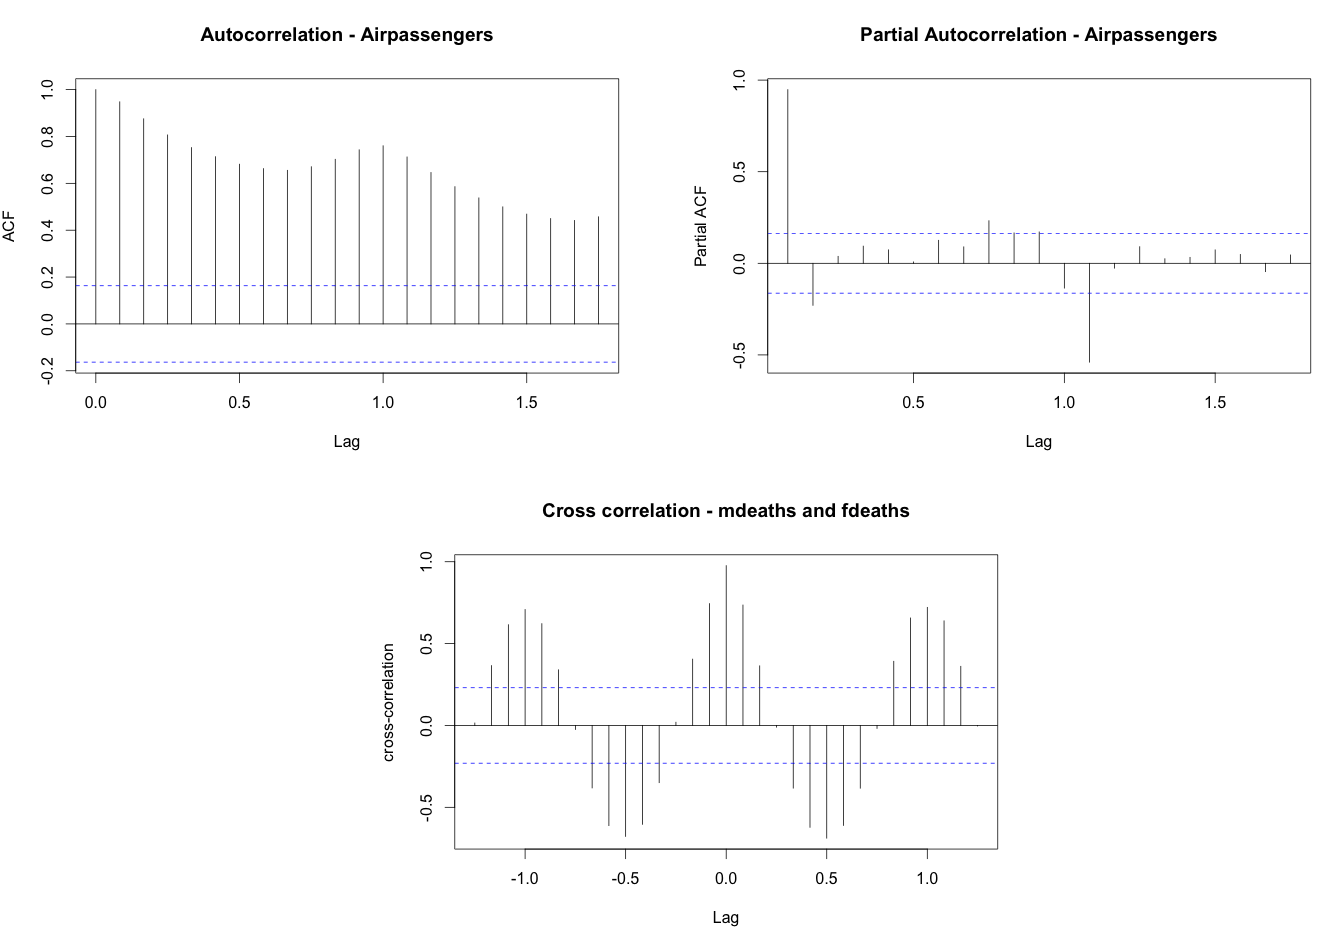 Autocorrelation - Airpassengers
ACF
1.0
0.8
0.6
0.4
0.2
0.0
-0.2
0.0 0.5 1.0 1.5
Lag
Partial Autocorrelation - Airpassengers
Partial ACF
1.0
0.5
0.0
-0.5
0.5 1.0 1.5
Lag
Cross correlation - mdeaths and fdeaths
cross-correlation
1.0
0.5
0.0
-0.5
-1.0 -0.5 0.0 0.5 1.0
Lag